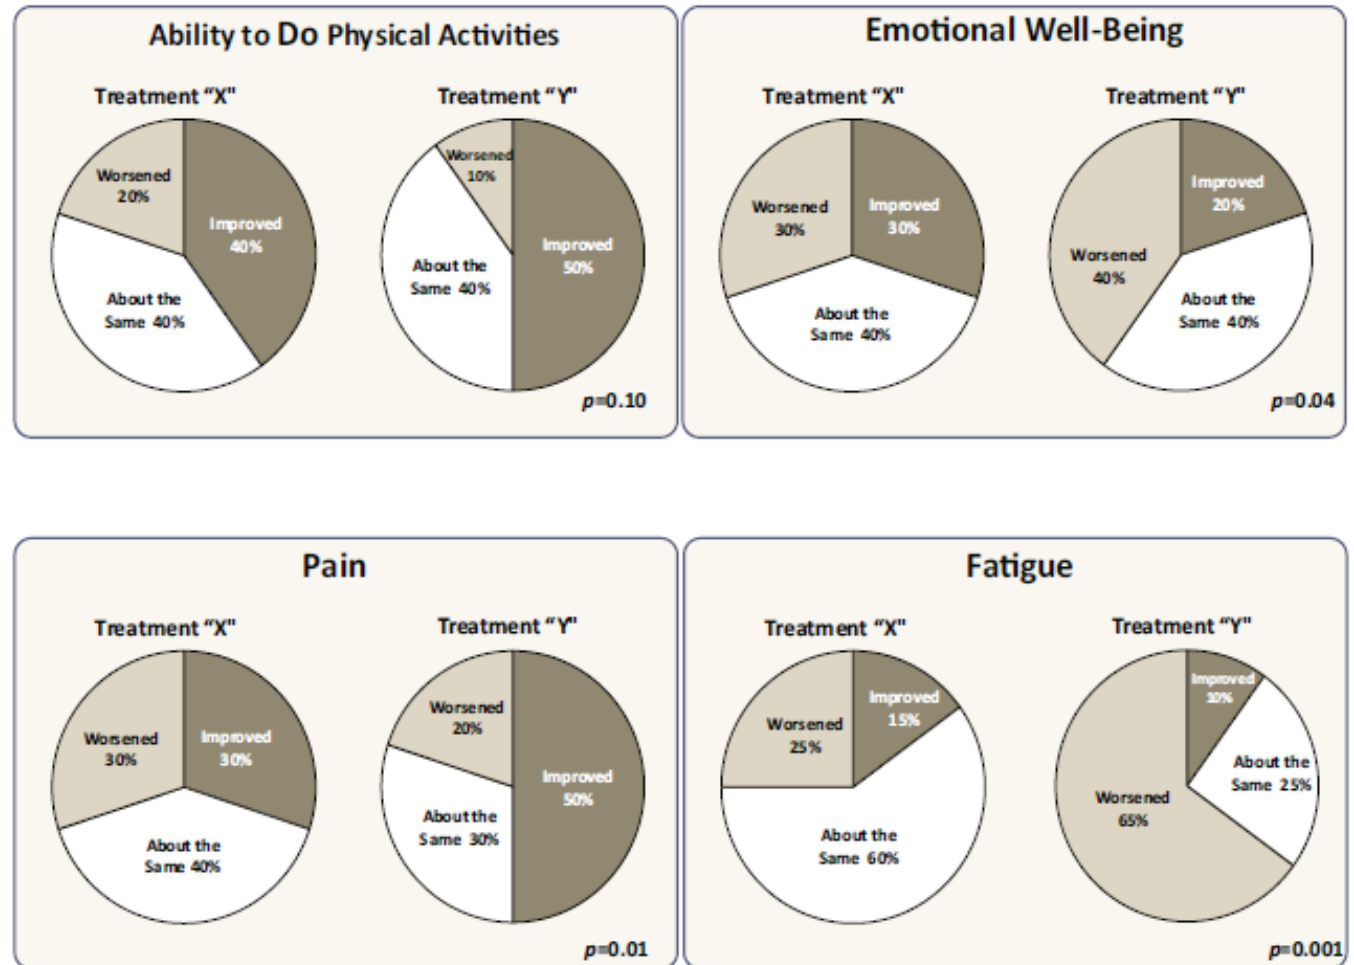 Ability to Do Physical Activities
Treatment “X"
Treatment “Y"
Worsened
20%
Improved
40%
About the
Same 40%
Worsened
10%
Improved
50%
About the
Same 40%
p=0.10
Emotional Well-Being
Treatment “X"
Treatment “Y"
Worsened
30%
Improved
30%
About the
Same 40%
Improved
20%
Worsened
40%
About the
Same 40%
p=0.04
Pain
Treatment “X"
Treatment “Y"
Worsened
30%
Improved
30%
About the
Same 40%
Worsened
20%
Improved
50%
About the
Same 30%
p=0.01
Fatigue
Treatment “X"
Treatment “Y"
Worsened
25%
Improved
15%
About the
Same 60%
Improved
10%
About the
Same 25%
Worsened
65%
p=0.001